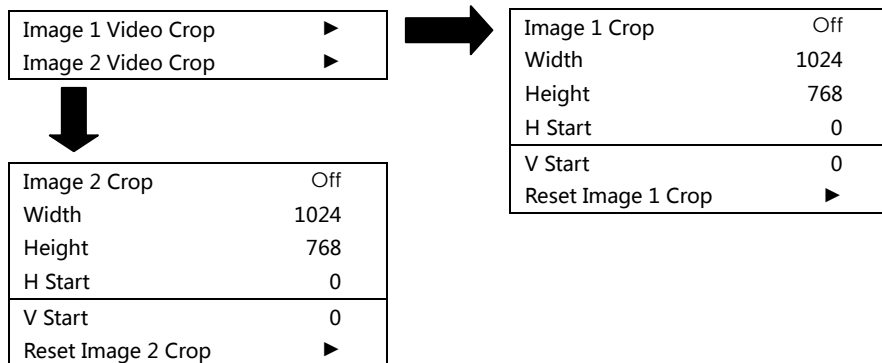 Image 1 Video Crop ►
Image 2 Video Crop ►
Image 1 Crop Off
Width 1024
Height 768
H Start 0
V Start 0
Reset Image 1 Crop ►
Image 2 Crop Off
Width 1024
Height 768
H Start 0
V Start 0
Reset Image 2 Crop ►